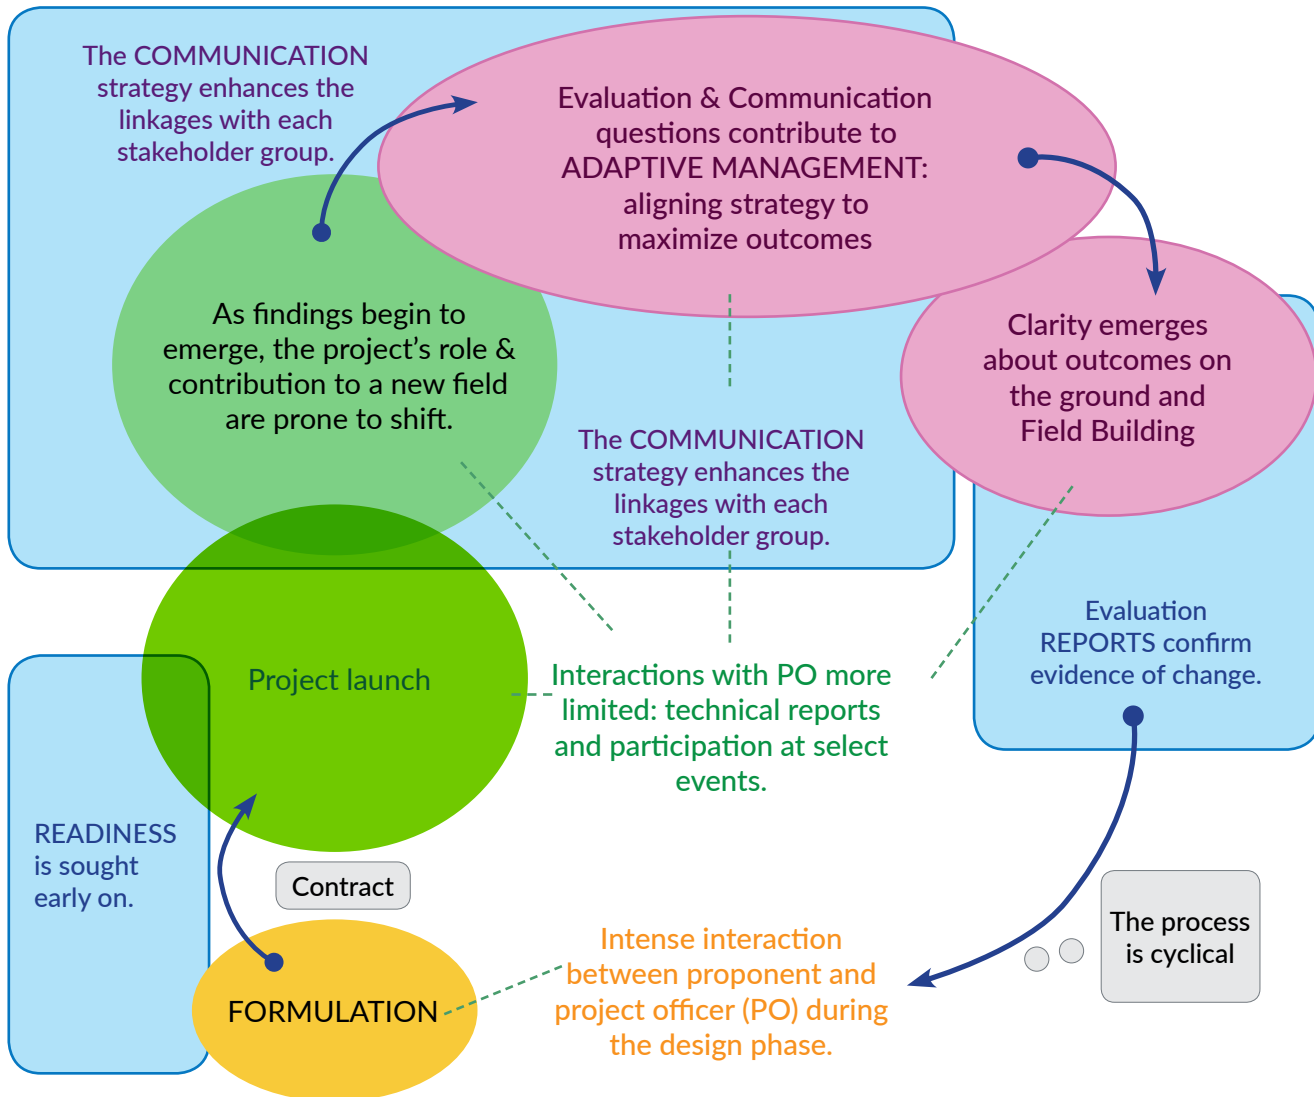 The COMMUNICATION
strategy enhances the
linkages with each
stakeholder group.
Evaluation & Communication
questions contribute to
ADAPTIVE MANAGEMENT:
aligning strategy to
maximize outcomes
As findings begin to
emerge, the project’s role &
contribution to a new field
are prone to shift.
Clarity emerges
about outcomes on
the ground and
Field Building
The COMMUNICATION
strategy enhances the
linkages with each
stakeholder group.
Evaluation
REPORTS confirm
evidence of change.
Project launch
Interactions with PO more
limited: technical reports
and participation at select
events.
READINESS
is sought
early on.
Contract
The process
is cyclical
FORMULATION
Intense interaction
between proponent and
project officer (PO) during
the design phase.